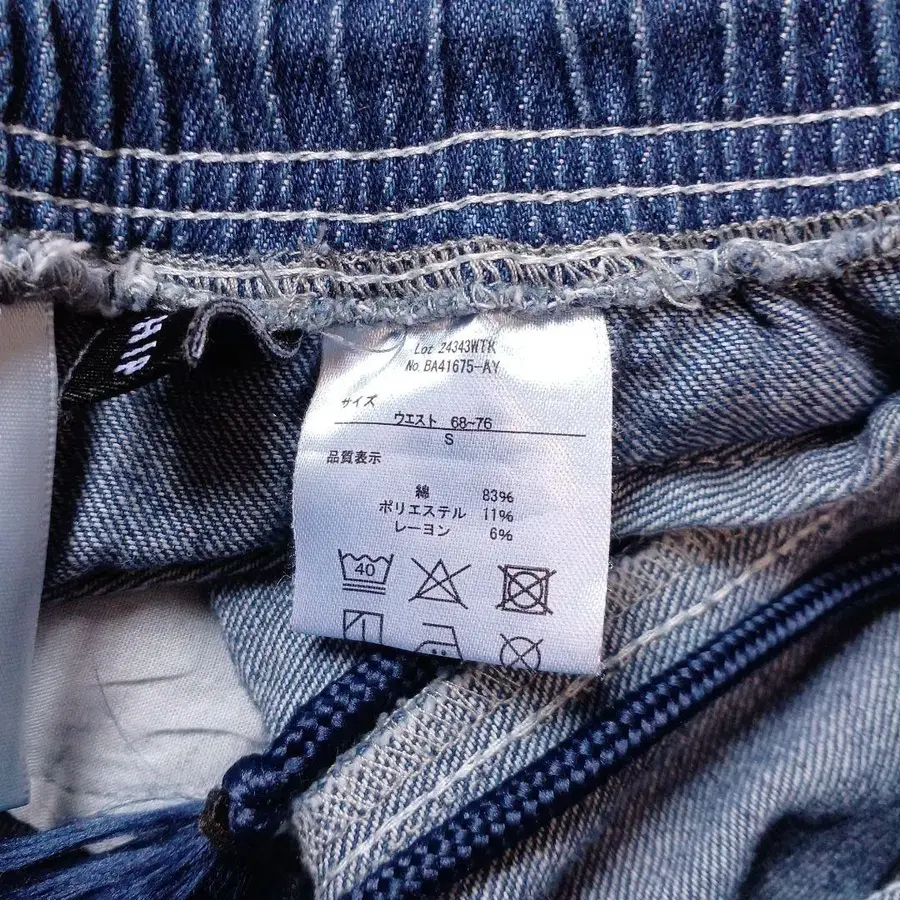 Lot 24343WTK
No. BA41675-AY
サイズ
ウエスト 68~76
S
品質表示
綿 83%
ポリエステル 11%
レーヨン 6%
40